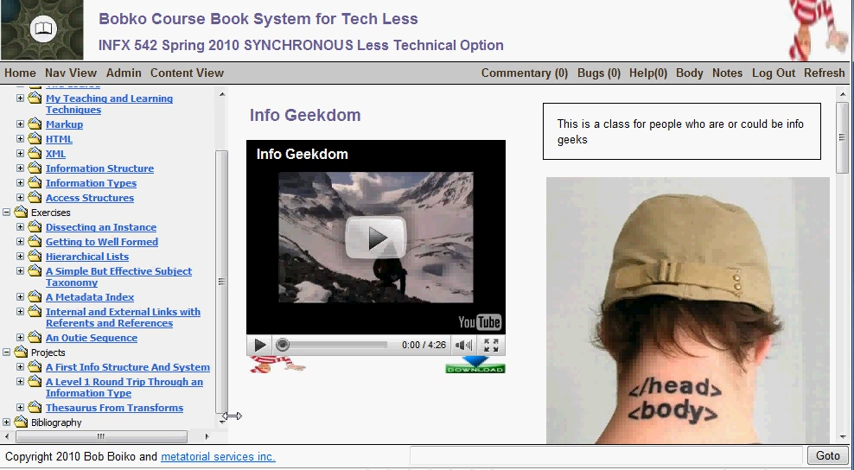 Bobko Course Book System for Tech Less
INFX 542 Spring 2010 SYNCHRONOUS Less Technical Option
Home Nav View Admin Content View Commentary (0) Bugs (0) Help(0) Body Notes Log Out Refresh
My Teaching and Learning
Techniques
Markup
HTML
XML
Information Structure
Information Types
Access Structures
Exercises
Dissecting an Instance
Getting to Well Formed
Hierarchical Lists
A Simple But Effective Subject
Taxonomy
A Metadata Index
Internal and External Links with
Referents and References
An Outie Sequence
Projects
A First Info Structure And System
A Level 1 Round Trip Through an
Information Type
Thesaurus From Transforms
Bibliography
Info Geekdom
Info Geekdom
YouTube
0:00 / 4:26
DOWNLOAD
This is a class for people who are or could be info
geeks
</head>
<body>
Copyright 2010 Bob Boiko and metatorial services inc.
Goto